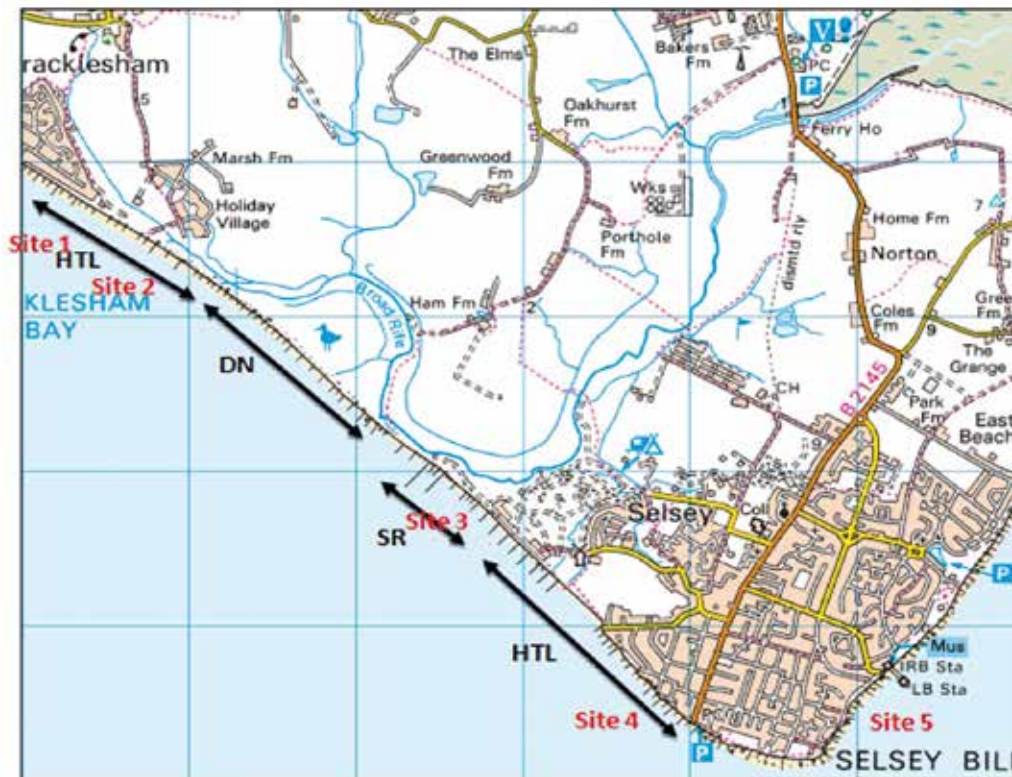 The Elms
Bakers
Fm
V
PC
P
racklesham
5
Oakhurst
Fm
1
Ferry Ho
Marsh Fm
Greenwood
Fm
Wks
Holiday
Village
Porthole
Fm
dismtd rly
Home Fm
7
Norton
Site 1
HTL
Site 2
KLESHAM
BAY
Broad Rife
Ham Fm
2
Coles
Fm
9
Gree
Fm
The
Grange
DN
CH
B 2145
Park
Fm
East
Beach
9
Site 3
SR
Selsey
Coll
P
HTL
Mus
IRB Sta
LB Sta
Site 4
Site 5
P
SELSEY BIL